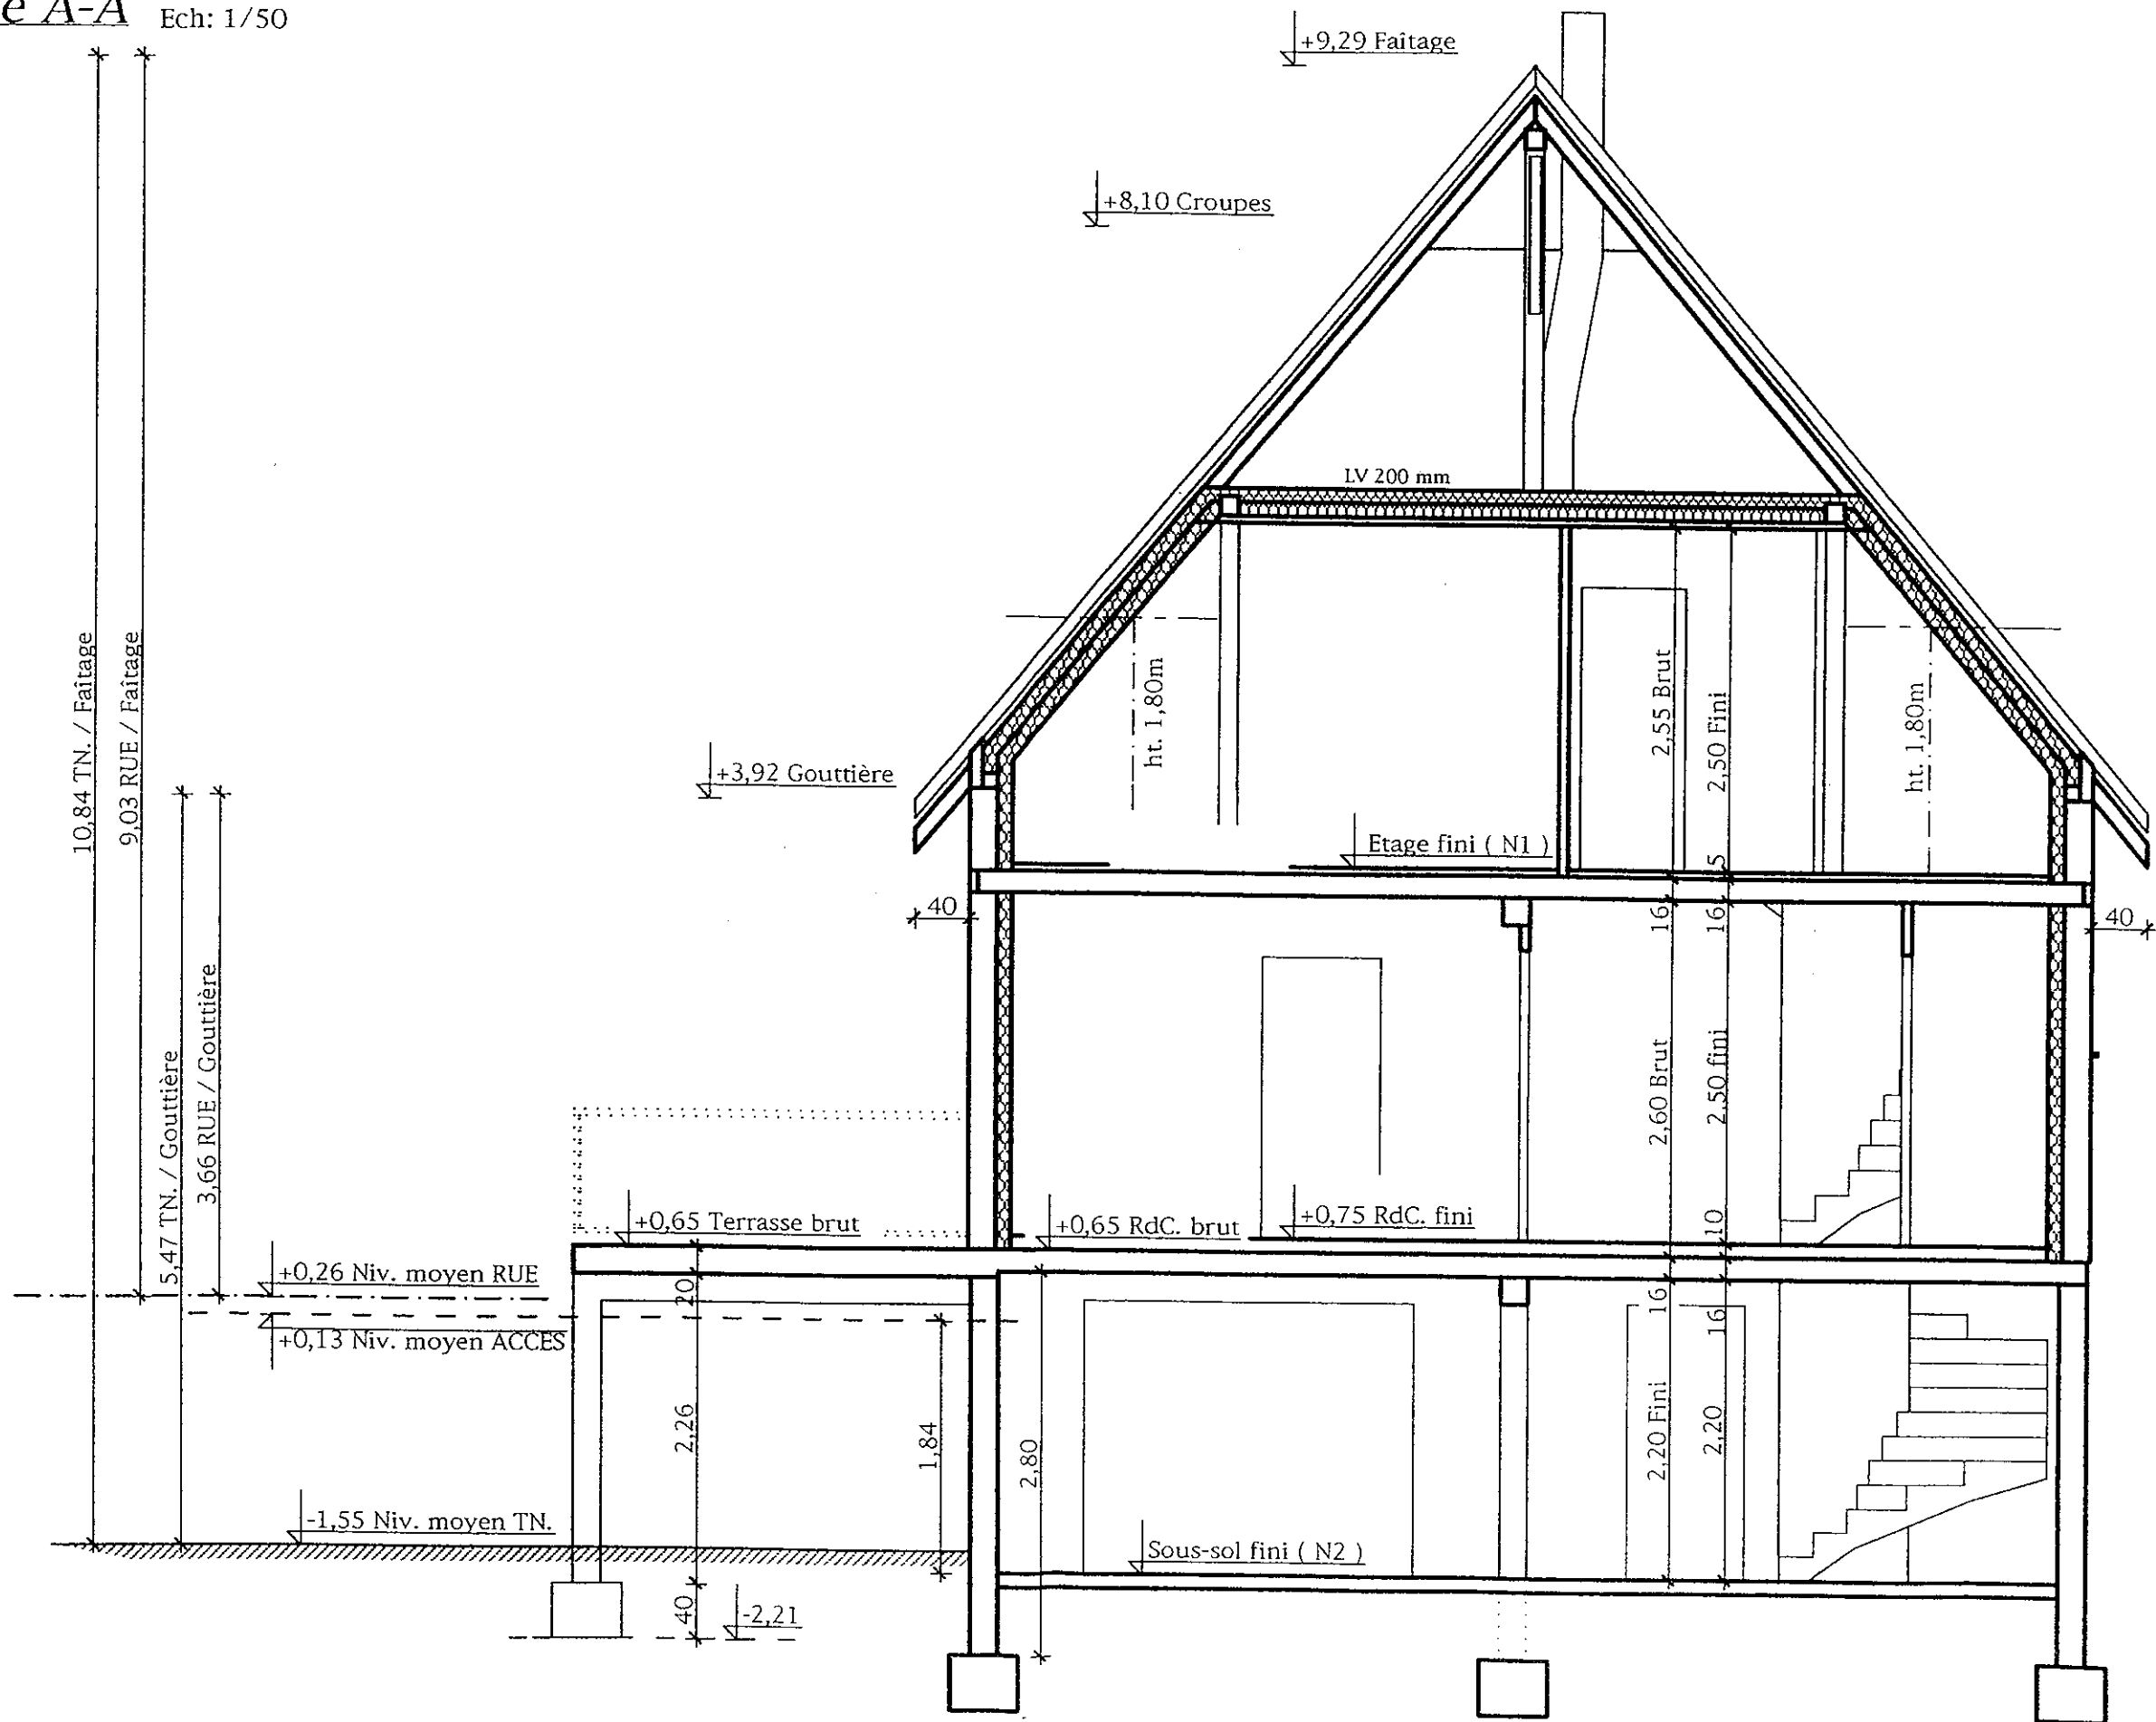 e A-A Ech: 1/50
+9,29 Faîtage
+8,10 Croupes
LV 200 mm
10,84 TN. / Faîtage
9,03 RUE / Faîtage
ht. 1,80m
2,55 Brut
2,50 Fini
ht. 1,80m
+3,92 Gouttière
Etage fini ( N1 )
5
40
16
16
40
5,47 TN. / Gouttière
3,66 RUE / Gouttière
2,60 Brut
2,50 fini
+0,65 Terrasse brut
+0,65 RdC. brut
+0,75 RdC. fini
10
+0,26 Niv. moyen RUE
20
16
16
+0,13 Niv. moyen ACCES
2,26
1,84
2,80
2,20 Fini
2,20
-1,55 Niv. moyen TN.
Sous-sol fini ( N2 )
40
-2,21